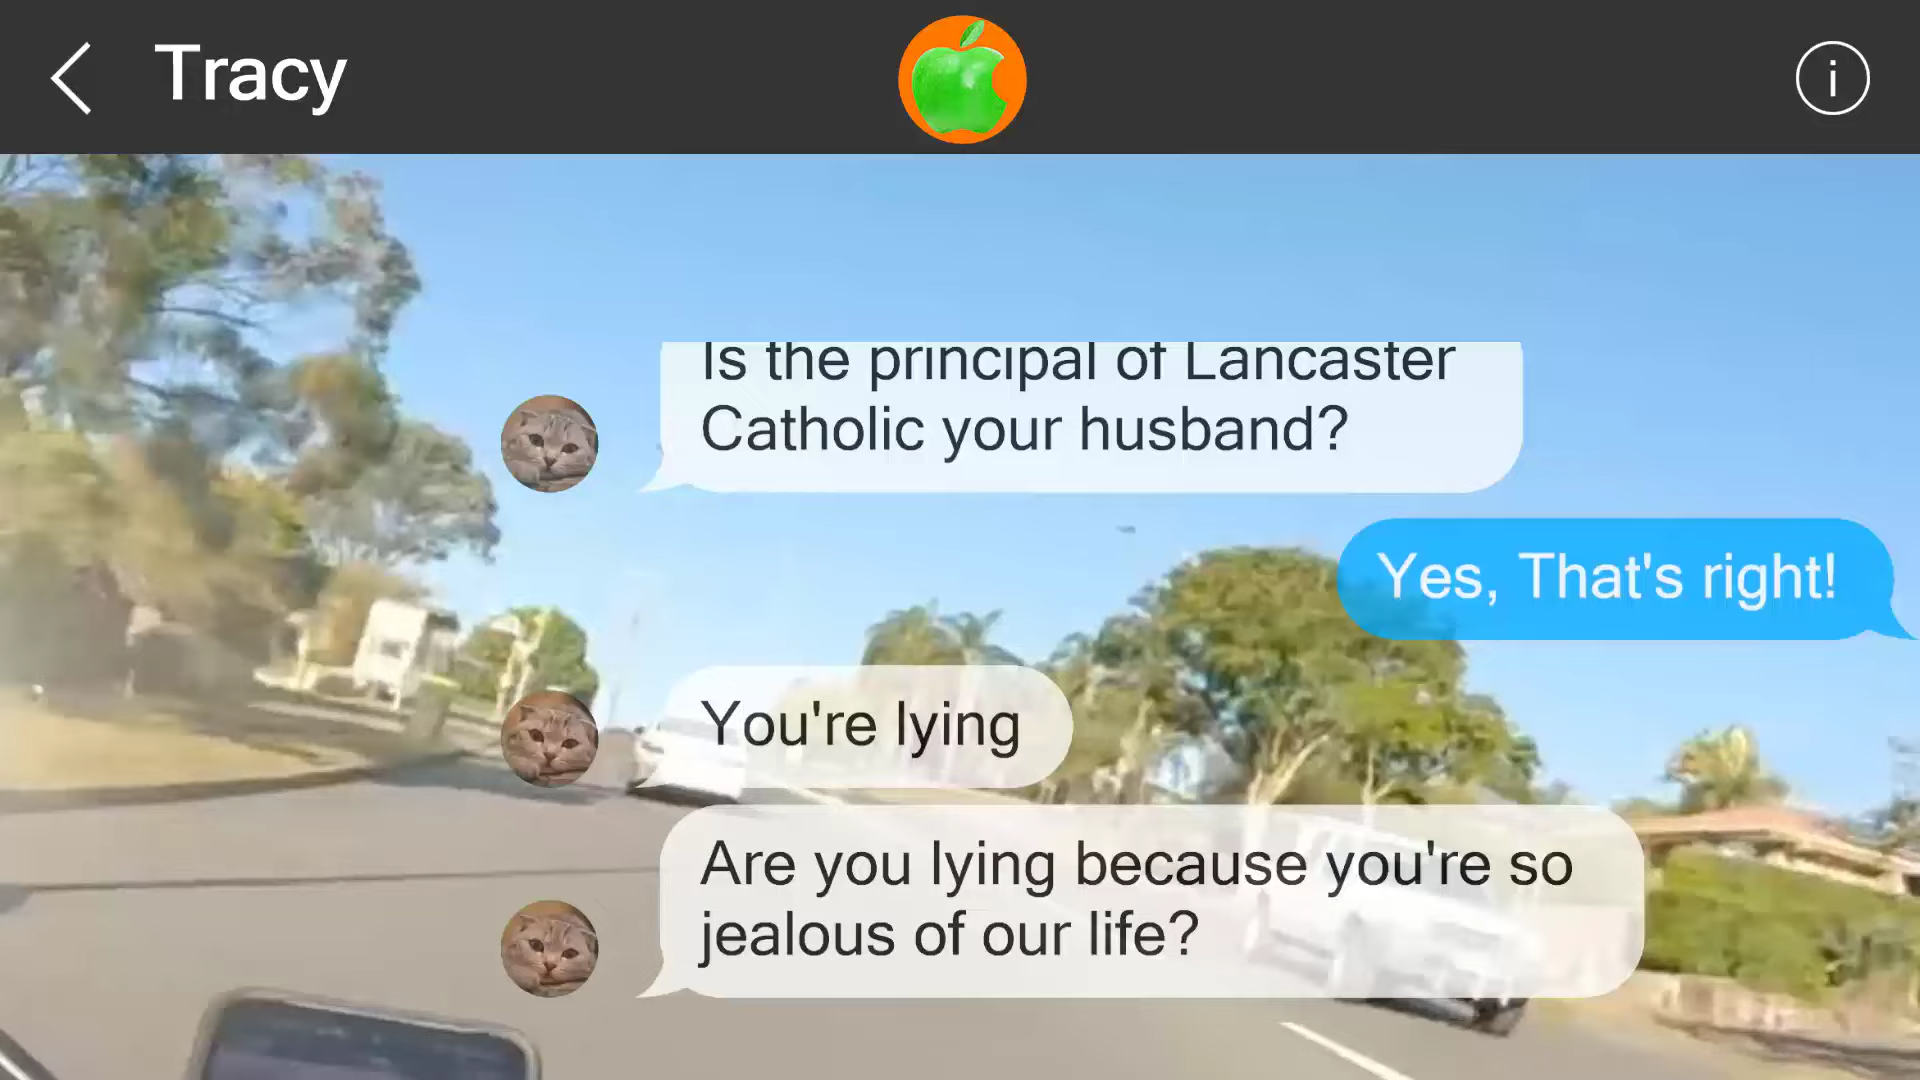 Tracy
Is the principal of Lancaster
Catholic your husband?
Yes, That's right!
You're lying
Are you lying because you're so
jealous of our life?